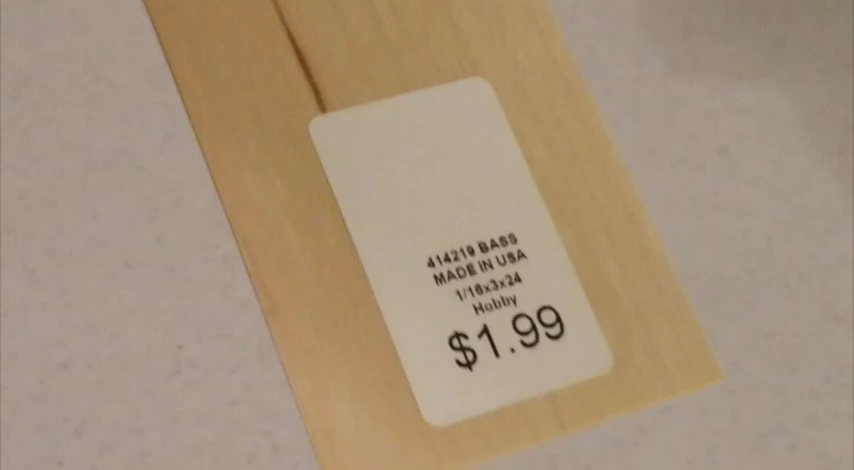 414219 BASS
MADE IN USA
1/16x3x24
Hobby
$1.99